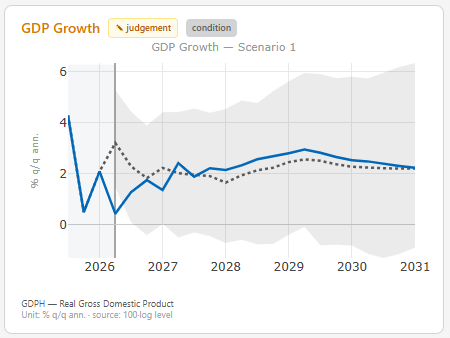 GDP Growth judgement condition
GDP Growth — Scenario 1
% q/q ann.
6
4
2
0
2026 2027 2028 2029 2030 2031
GDPH — Real Gross Domestic Product
Unit: % q/q ann. · source: 100·log level